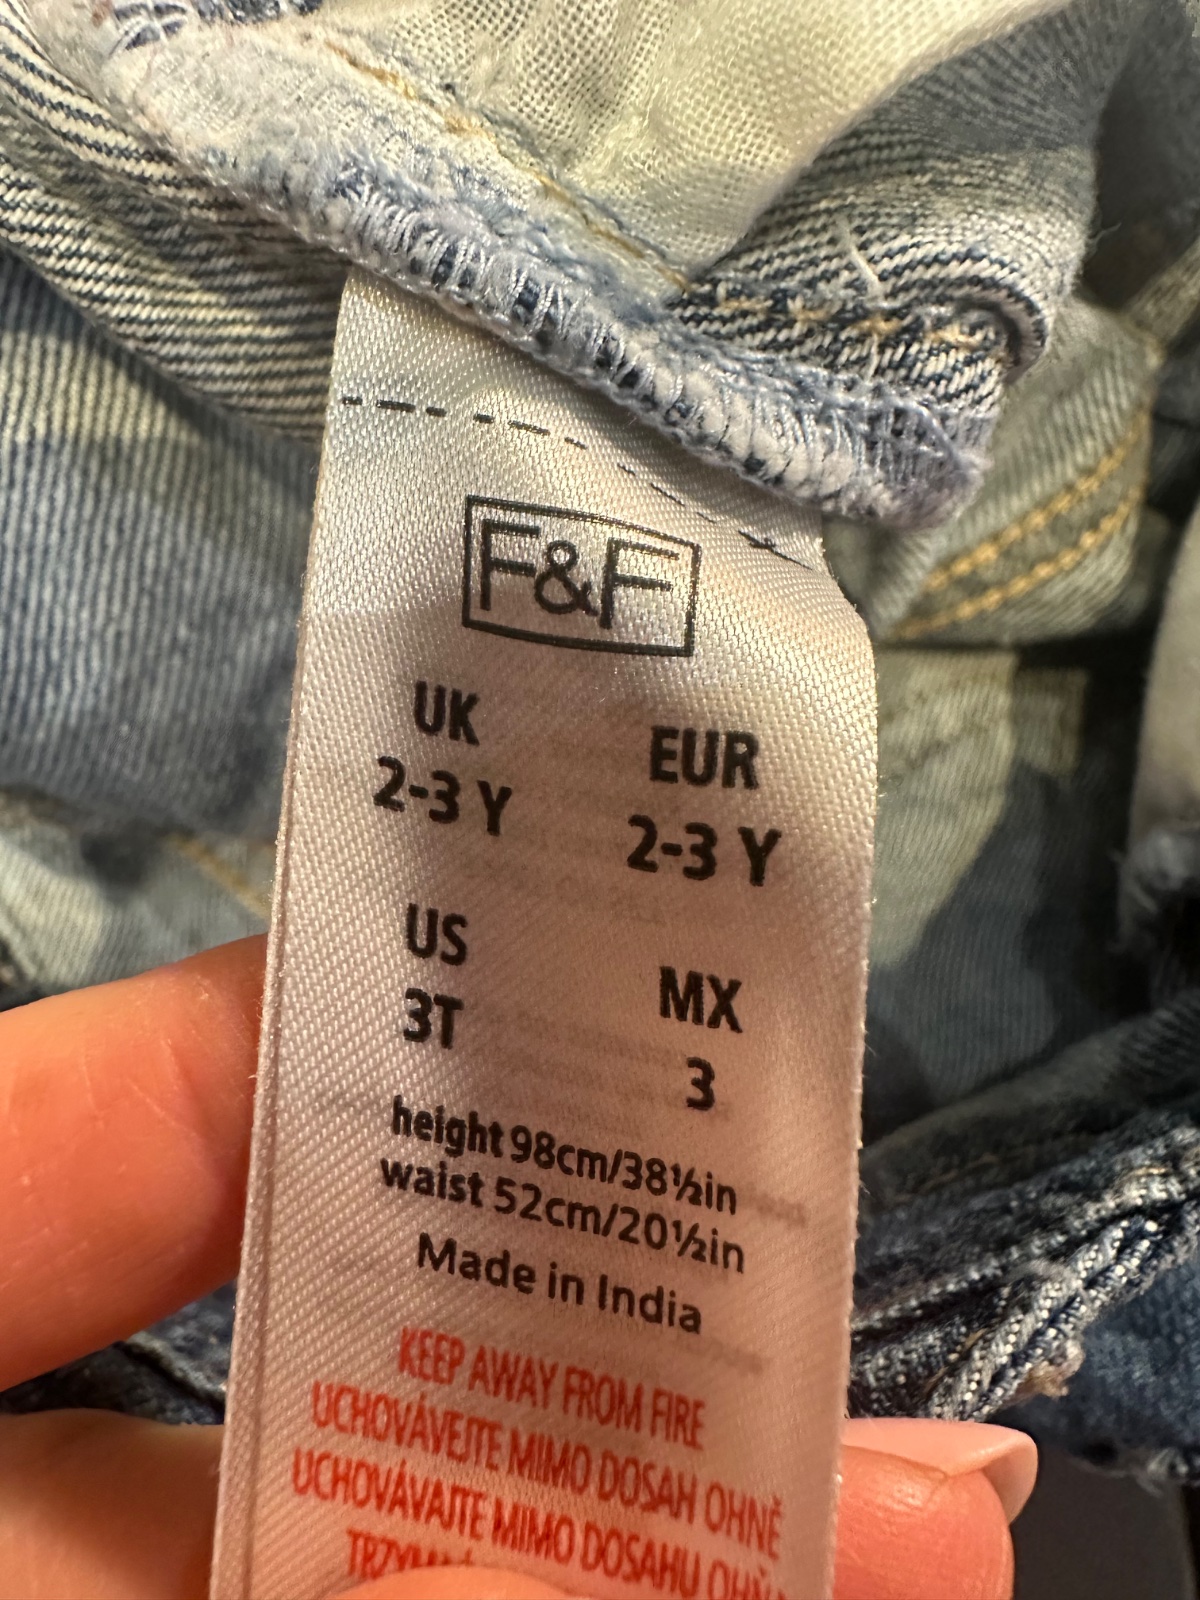 F&F
UK EUR
2-3 Y 2-3 Y
US MX
3T 3
height 98cm/38½in
waist 52cm/20½in
Made in India
KEEP AWAY FROM FIRE
UCHOVÁVEJTE MIMO DOSAH OHNĚ
UCHOVÁVAJTE MIMO DOSAHU